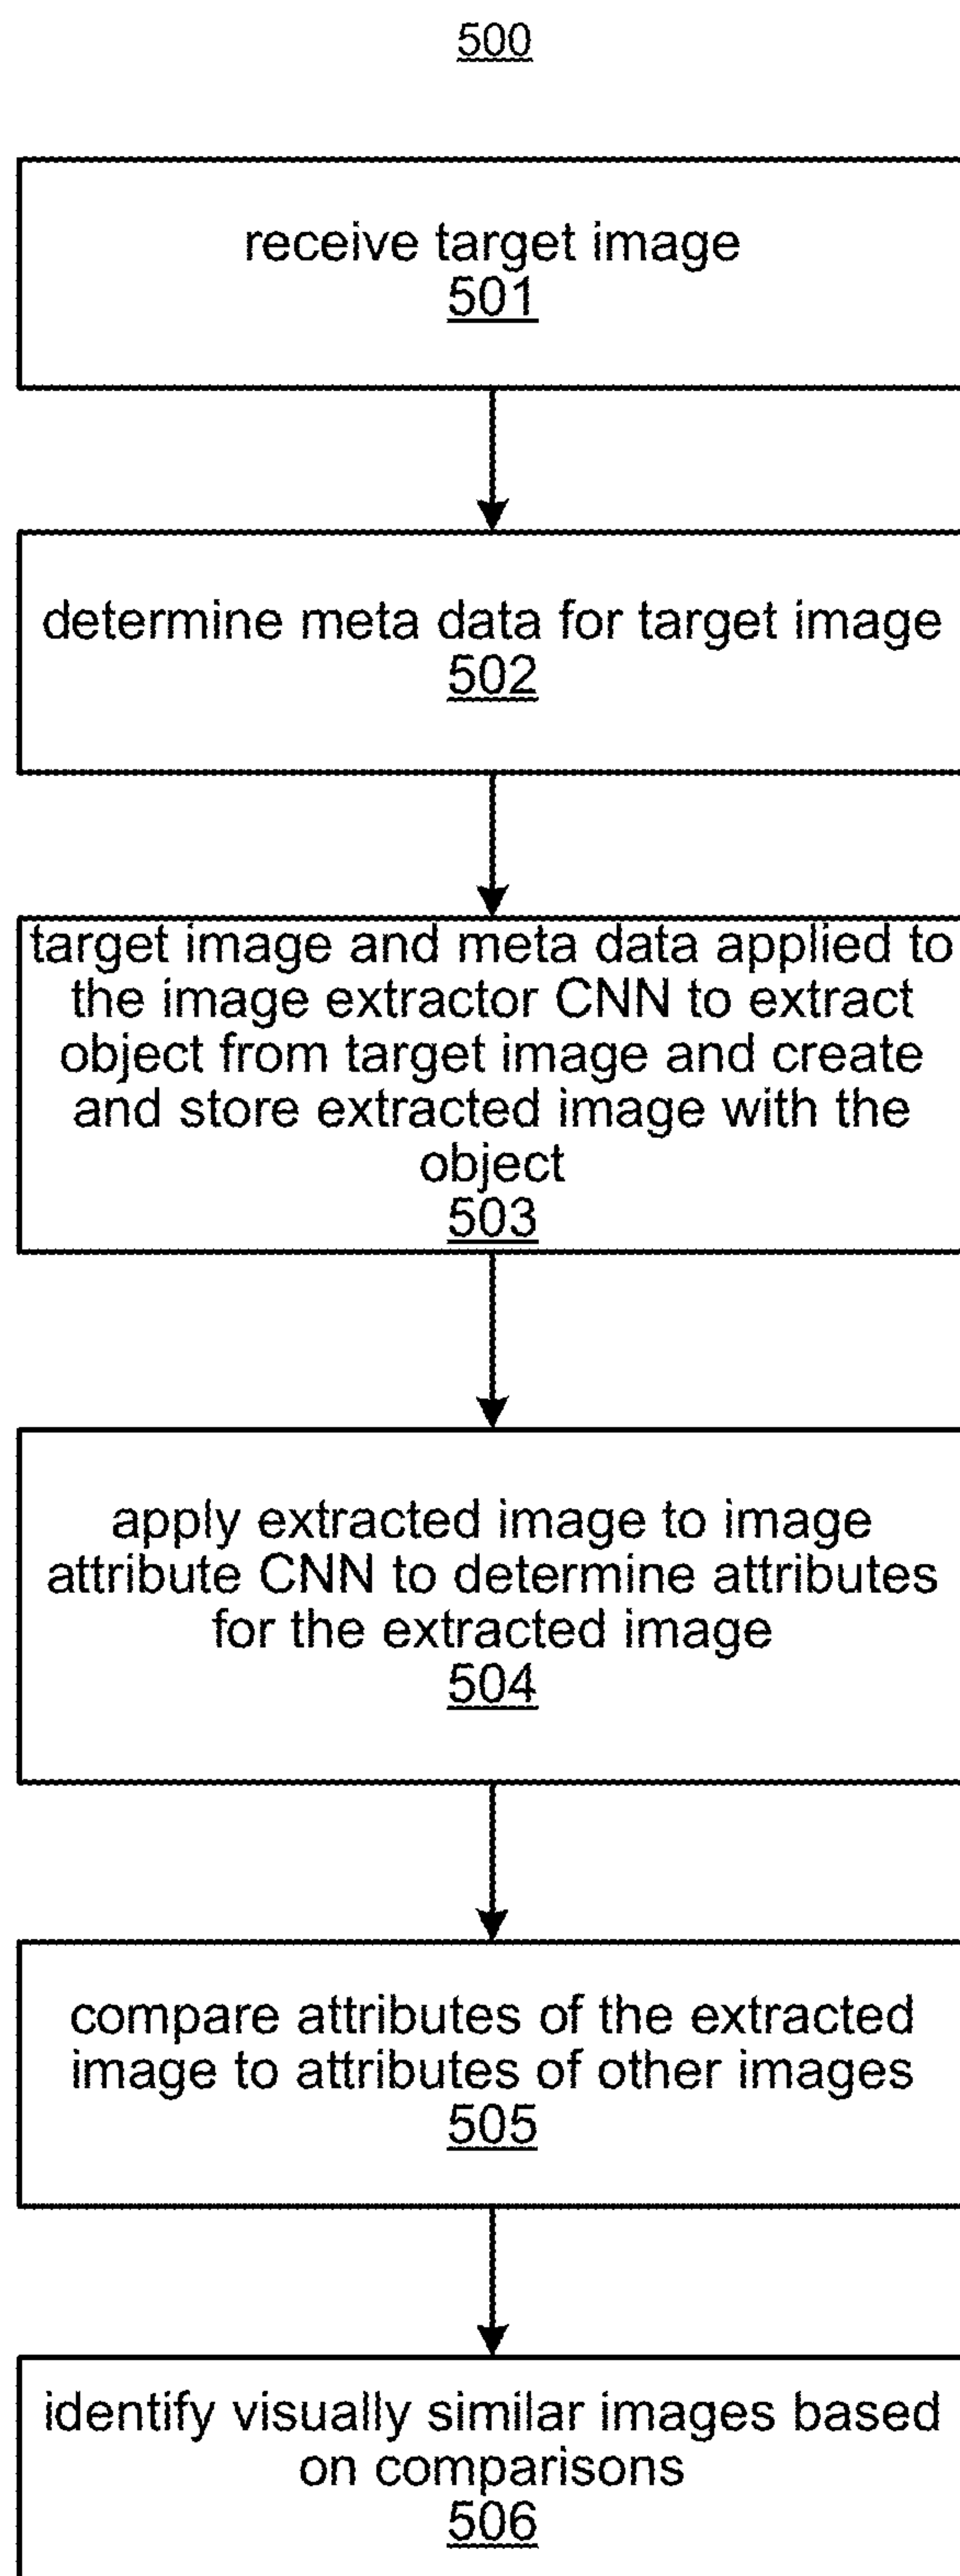 500
receive target image
501
determine meta data for target image
502
target image and meta data applied to
the image extractor CNN to extract
object from target image and create
and store extracted image with the
object
503
apply extracted image to image
attribute CNN to determine attributes
for the extracted image
504
compare attributes of the extracted
image to attributes of other images
505
identify visually similar images based
on comparisons
506